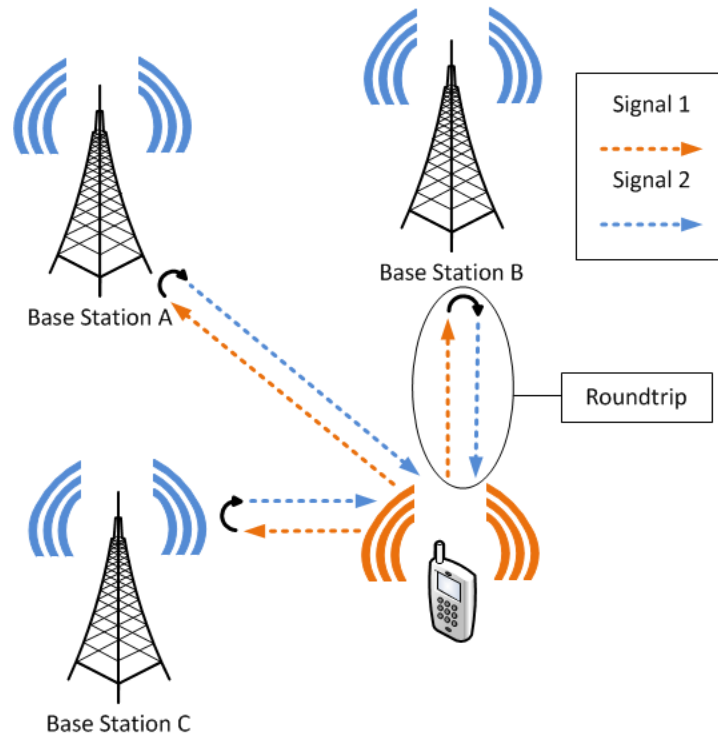 Signal 1
Signal 2
Base Station B
Base Station A
Roundtrip
Base Station C